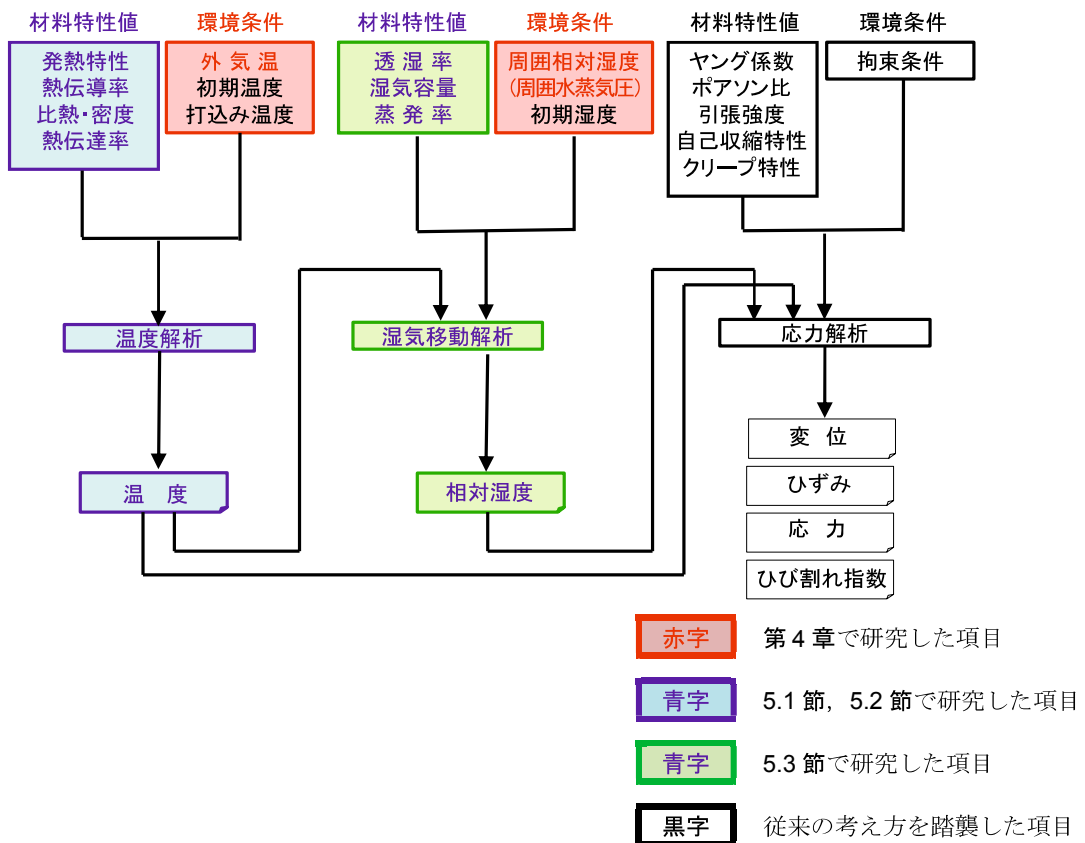 材料特性値
発熱特性
熱伝導率
比熱・密度
熱伝達率
環境条件
外気温
初期温度
打込み温度
材料特性値
透湿率
湿気容量
蒸発率
環境条件
周囲相対湿度
(周囲水蒸気圧)
初期湿度
材料特性値
ヤング係数
ポアソン比
引張強度
自己収縮特性
クリープ特性
環境条件
拘束条件
温度解析
湿気移動解析
応力解析
温 度
相対湿度
変 位
ひずみ
応 力
ひび割れ指数
赤字 第4章で研究した項目
青字 5.1節,5.2節で研究した項目
青字 5.3節で研究した項目
黒字 従来の考え方を踏襲した項目